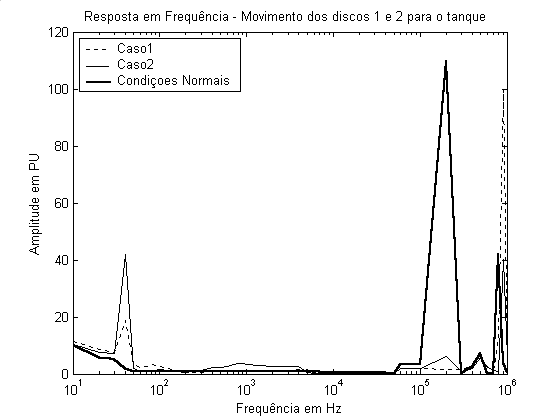 Resposta em Frequência - Movimento dos discos 1 e 2 para o tanque
Caso1
Caso2
Condiçoes Normais
Amplitude em PU
120
100
80
60
40
20
0
10^1 10^2 10^3 10^4 10^5 10^6
Frequência em Hz